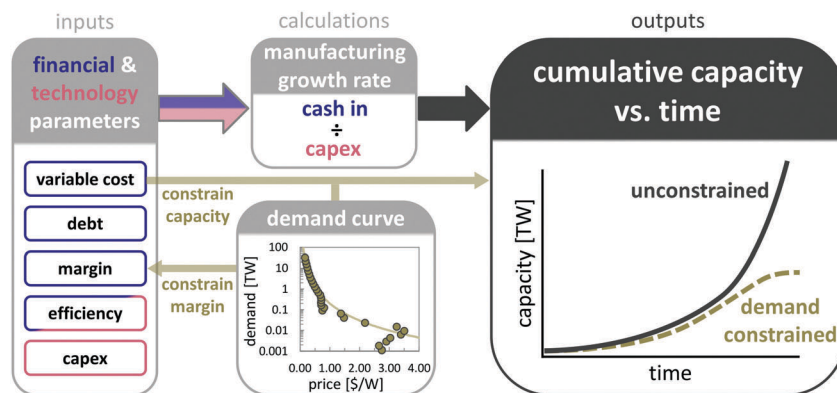 inputs
calculations
outputs
financial &
technology
parameters
variable cost
debt
margin
efficiency
capex
manufacturing
growth rate
cash in
÷
capex
constrain
capacity
constrain
margin
demand curve
demand [TW]
100
10
1
0.1
0.01
0.001
0.00 1.00 2.00 3.00 4.00
price [$/W]
cumulative capacity
vs. time
capacity [TW]
unconstrained
demand
constrained
time